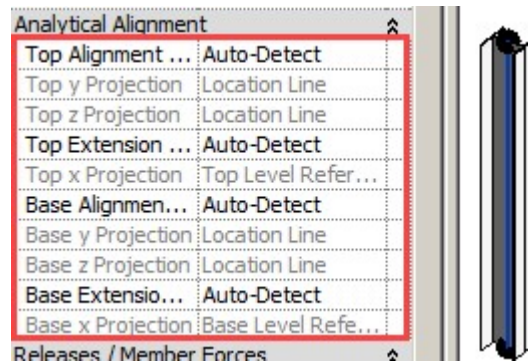 Analytical Alignment
Top Alignment ... Auto-Detect
Top y Projection Location Line
Top z Projection Location Line
Top Extension ... Auto-Detect
Top x Projection Top Level Refer...
Base Alignmen... Auto-Detect
Base y Projection Location Line
Base z Projection Location Line
Base Extensio... Auto-Detect
Base x Projection Base Level Refe...
Releases / Member Forces